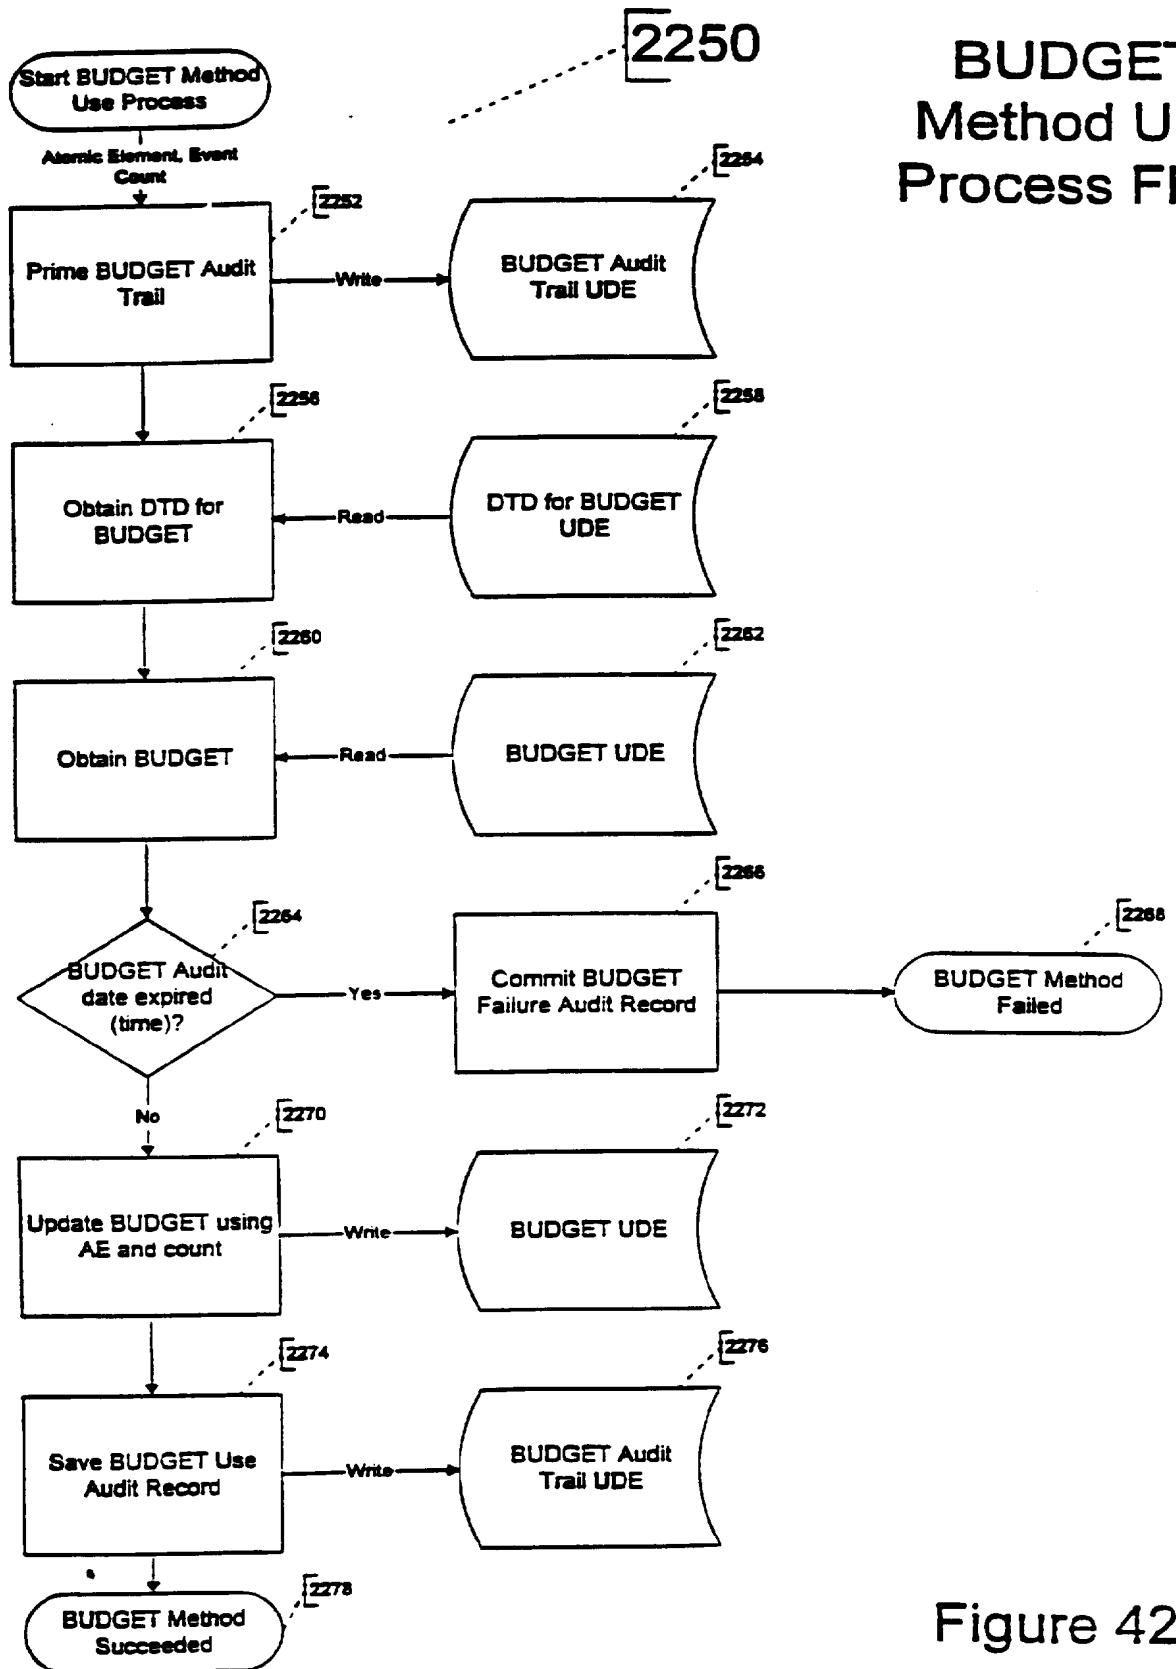 2250
BUDGET
Method U
Process Fl
Start BUDGET Method
Use Process
Atomic Element, Event
Count
2252
2254
Prime BUDGET Audit
Trail
Write
BUDGET Audit
Trail UDE
2256
2258
Obtain DTD for
BUDGET
Read
DTD for BUDGET
UDE
2260
2262
Obtain BUDGET
Read
BUDGET UDE
2264
2266
2268
BUDGET Audit
date expired
(time)?
Yes
Commit BUDGET
Failure Audit Record
BUDGET Method
Failed
No
2270
2272
Update BUDGET using
AE and count
Write
BUDGET UDE
2274
2276
Save BUDGET Use
Audit Record
Write
BUDGET Audit
Trail UDE
2278
BUDGET Method
Succeeded
Figure 42